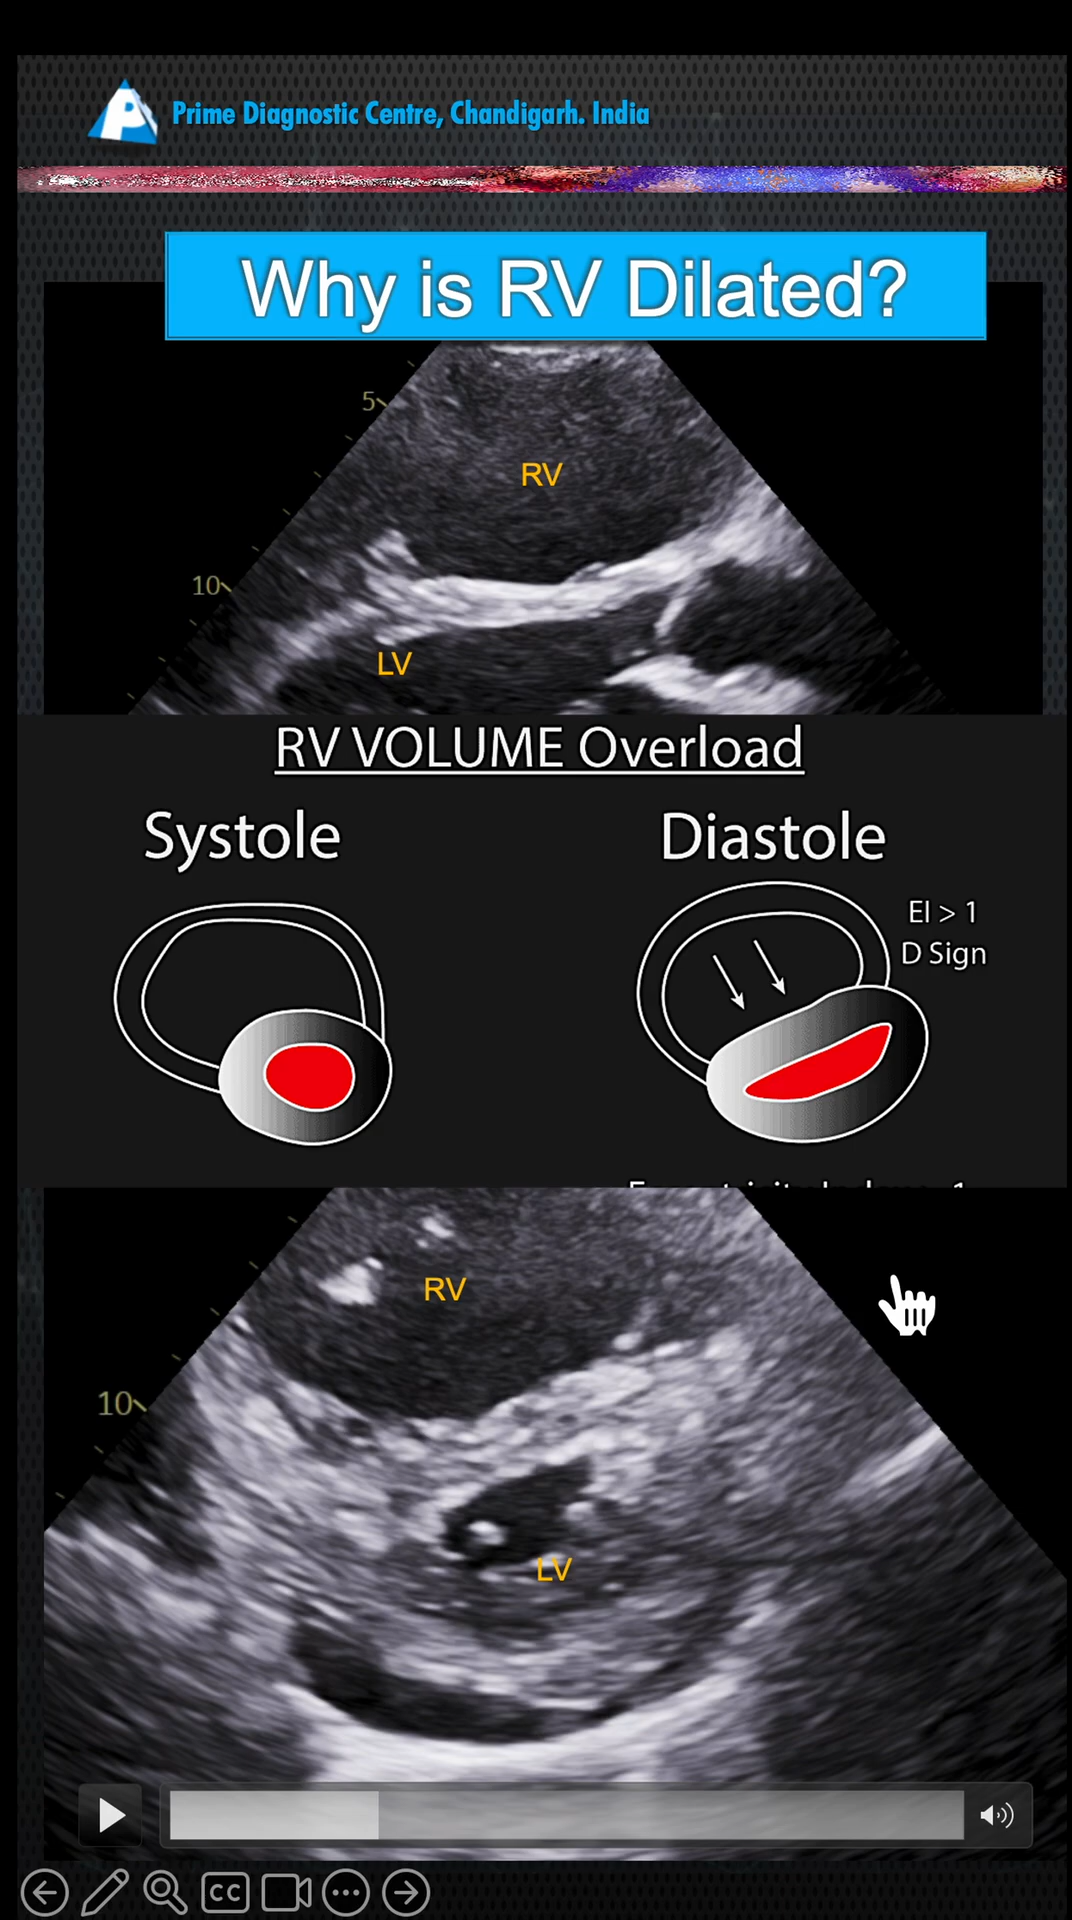 P
Prime Diagnostic Centre, Chandigarh. India
Why is RV Dilated?
5
RV
10
LV
RV VOLUME Overload
Systole
Diastole
EI > 1
D Sign
RV
10
LV
CC